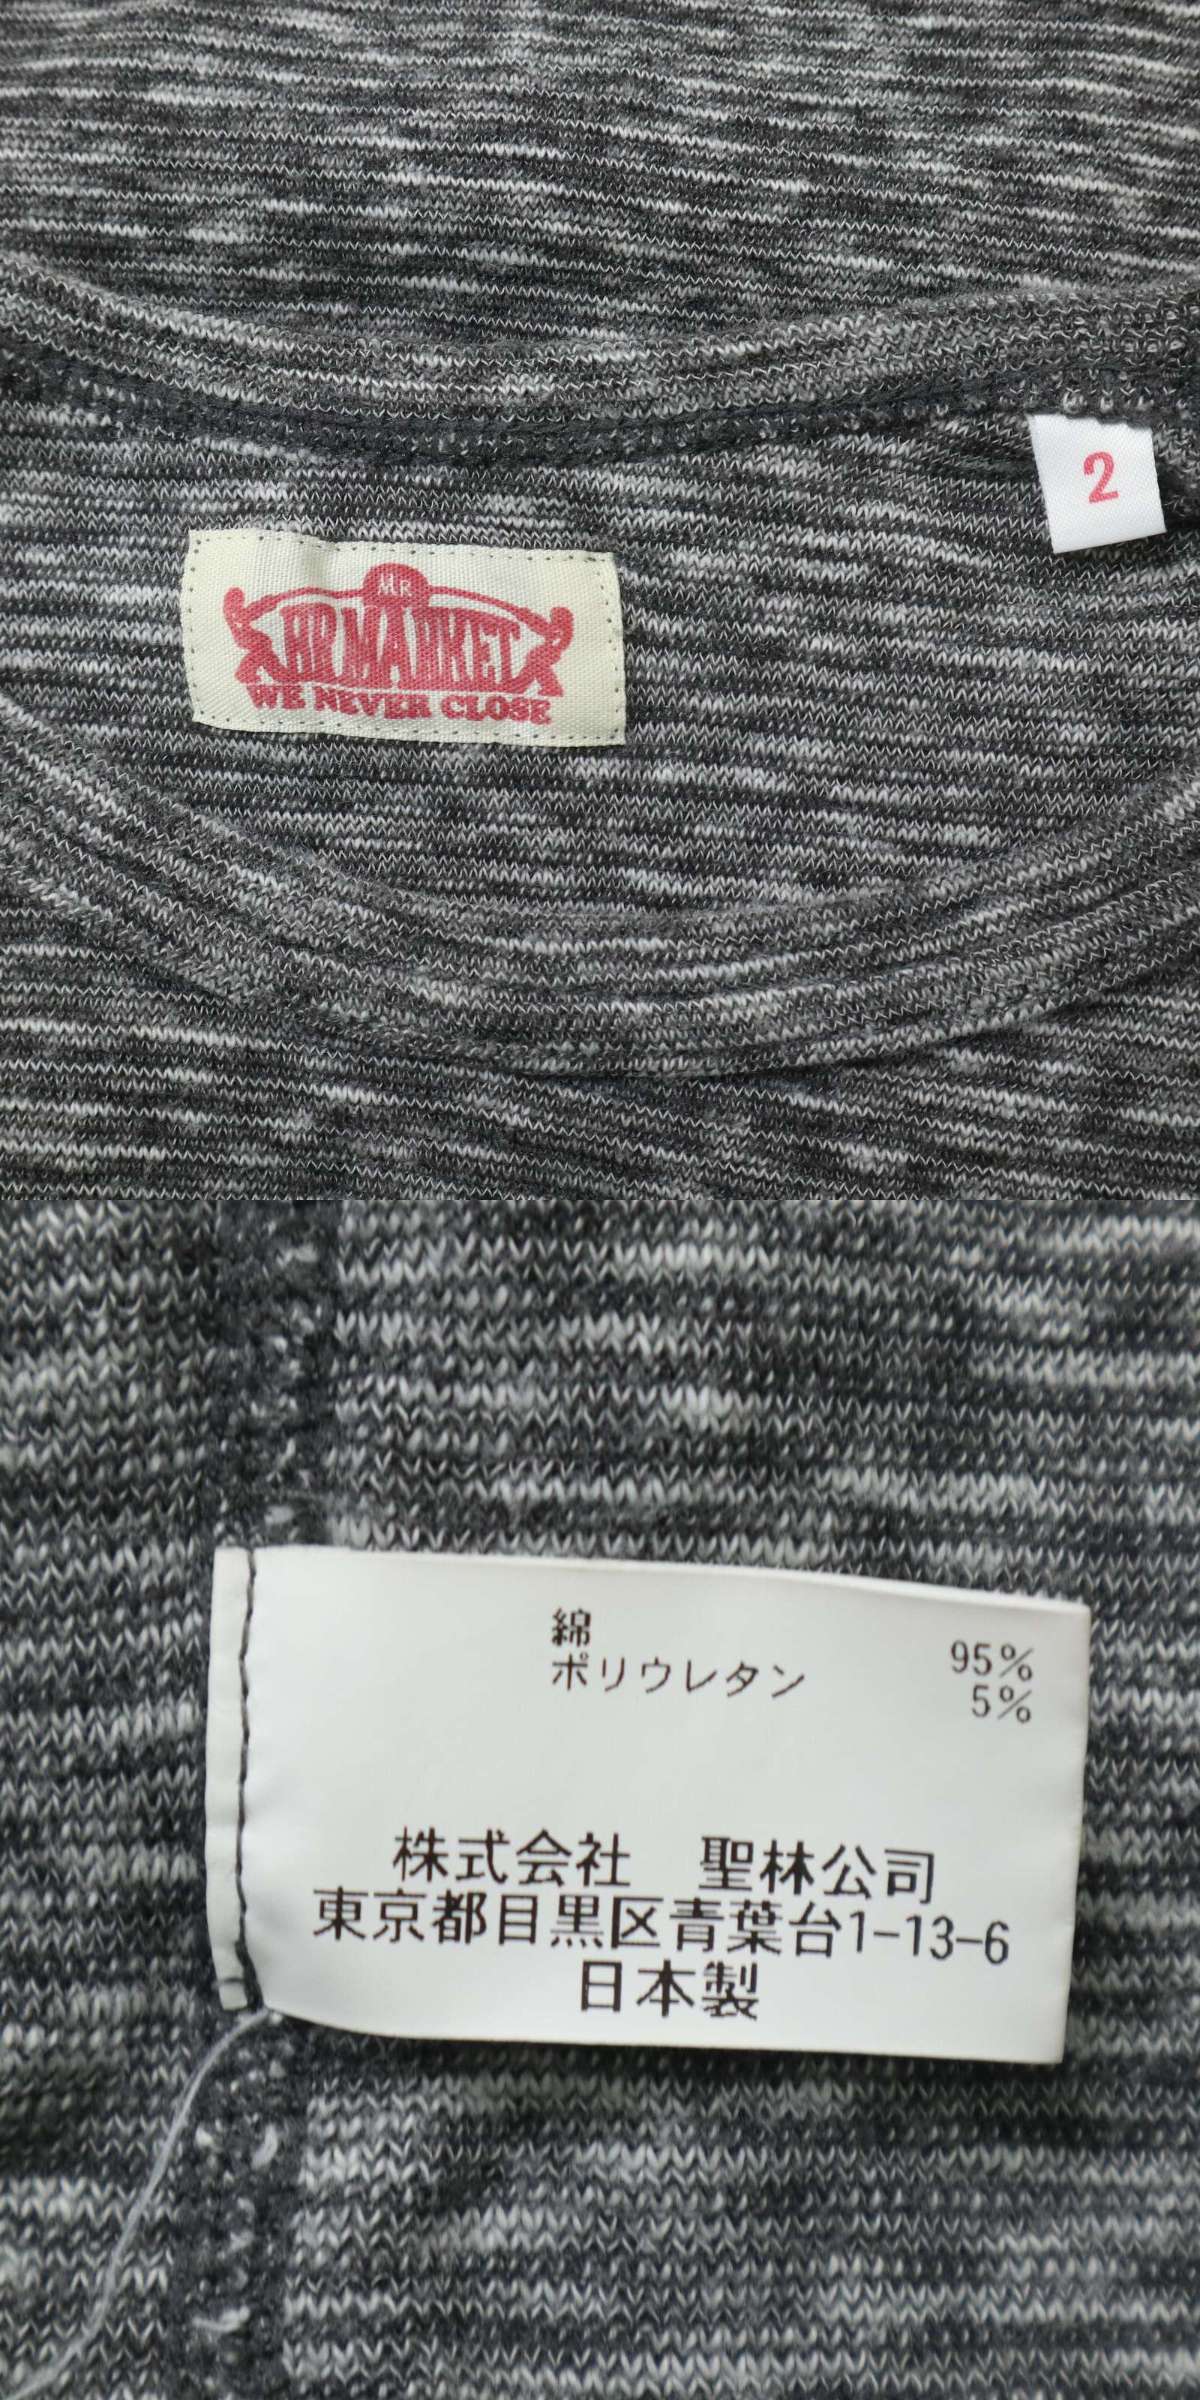 2
MR
HR.MARKET
WE NEVER CLOSE
綿 95%
ポリウレタン 5%
株式会社　聖林公司
東京都目黒区青葉台1-13-6
日本製